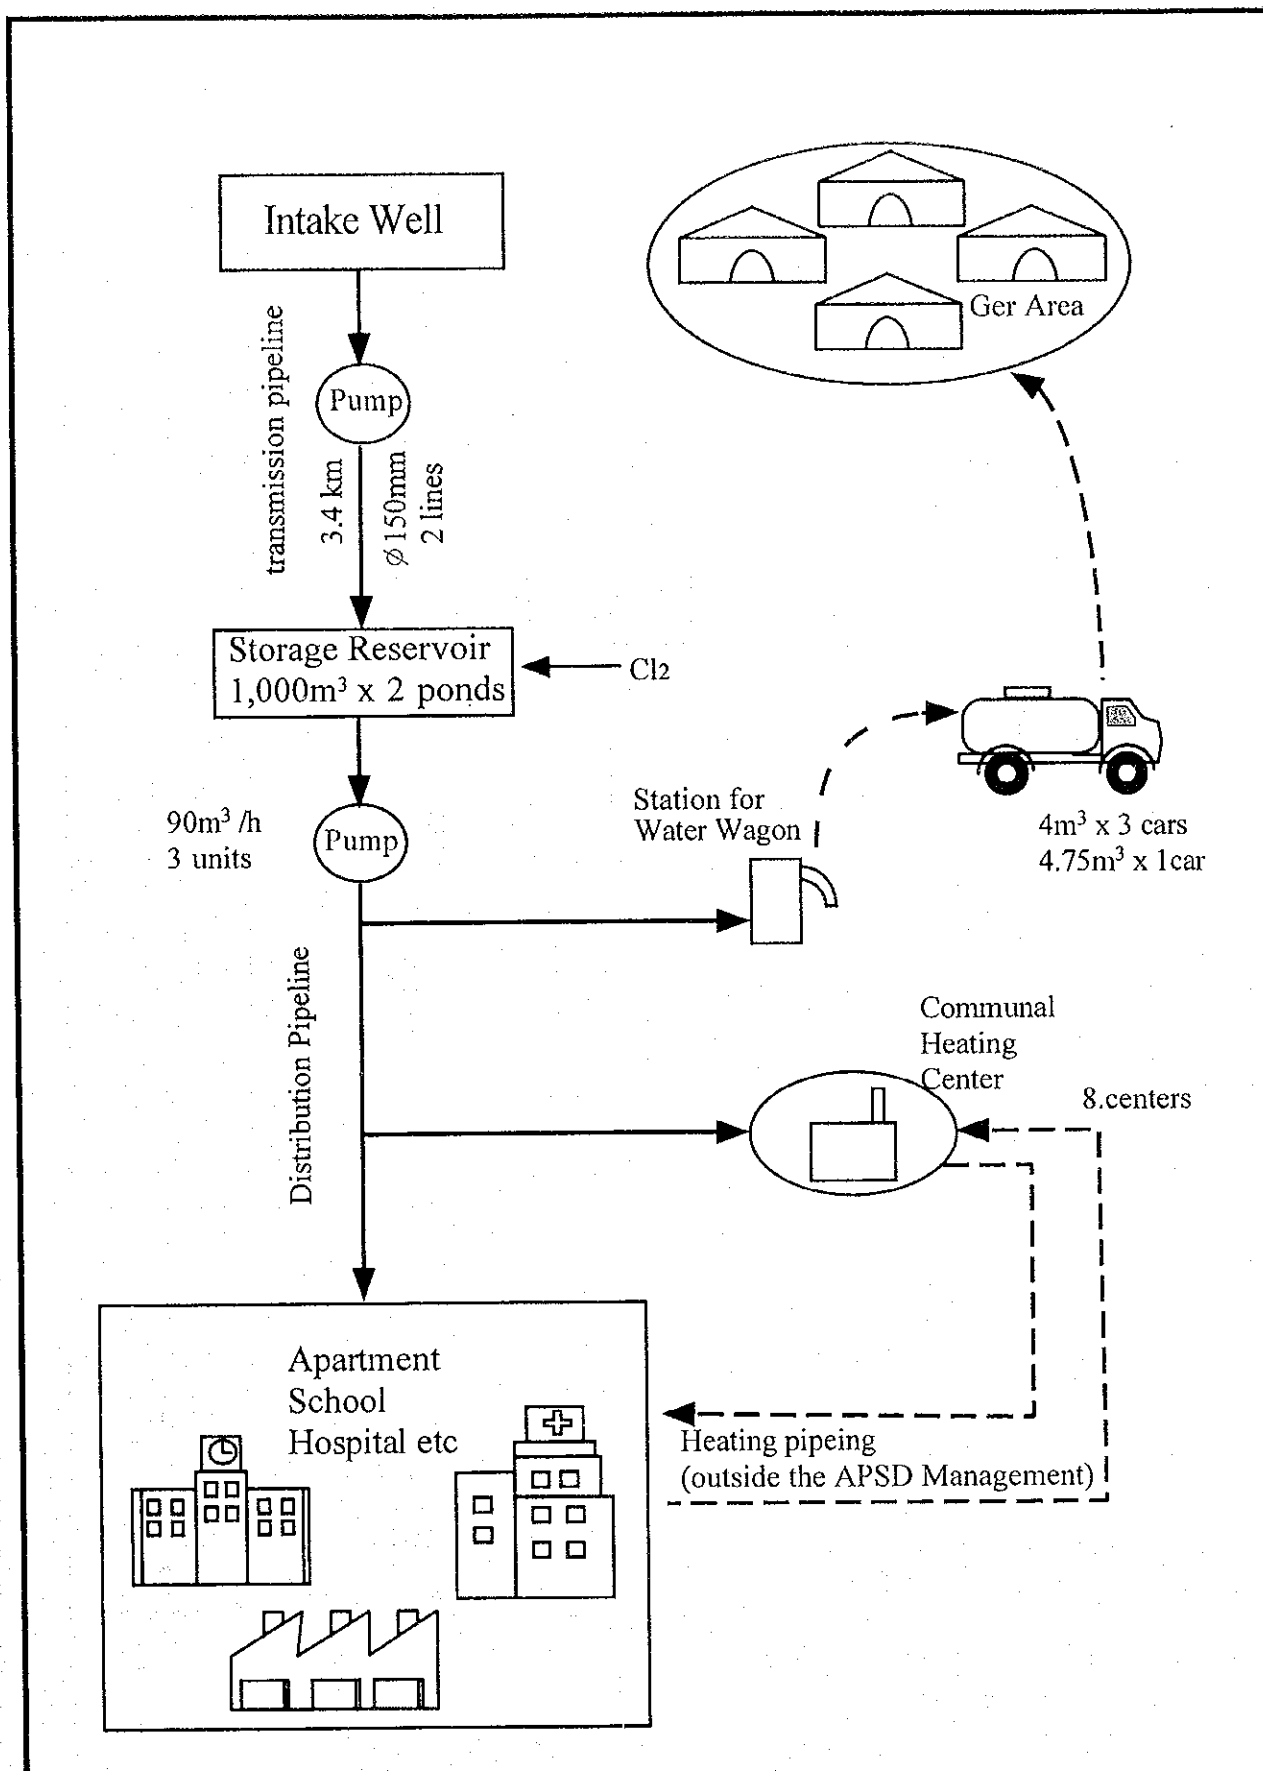 Intake Well
Ger Area
transmission pipeline
Pump
3.4 km
Ø150mm
2 lines
Storage Reservoir
1,000m³ x 2 ponds
Cl2
90m³ /h
3 units
Pump
Station for
Water Wagon
4m³ x 3 cars
4.75m³ x 1car
Distribution Pipeline
Communal
Heating
Center
8.centers
Apartment
School
Hospital etc
Heating pipeing
(outside the APSD Management)